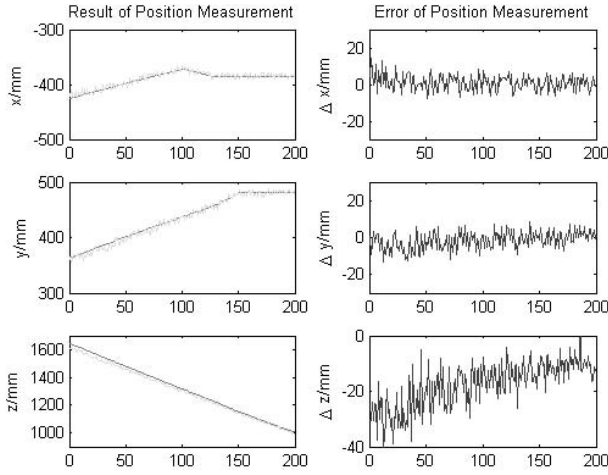 Result of Position Measurement
Error of Position Measurement
-300
-400
-500
x/mm
0 50 100 150 200
20
0
-20
Δ x/mm
0 50 100 150 200
500
400
300
y/mm
0 50 100 150 200
20
0
-20
Δ y/mm
0 50 100 150 200
1600
1400
1200
1000
z/mm
0 50 100 150 200
0
-20
-40
Δ z/mm
0 50 100 150 200